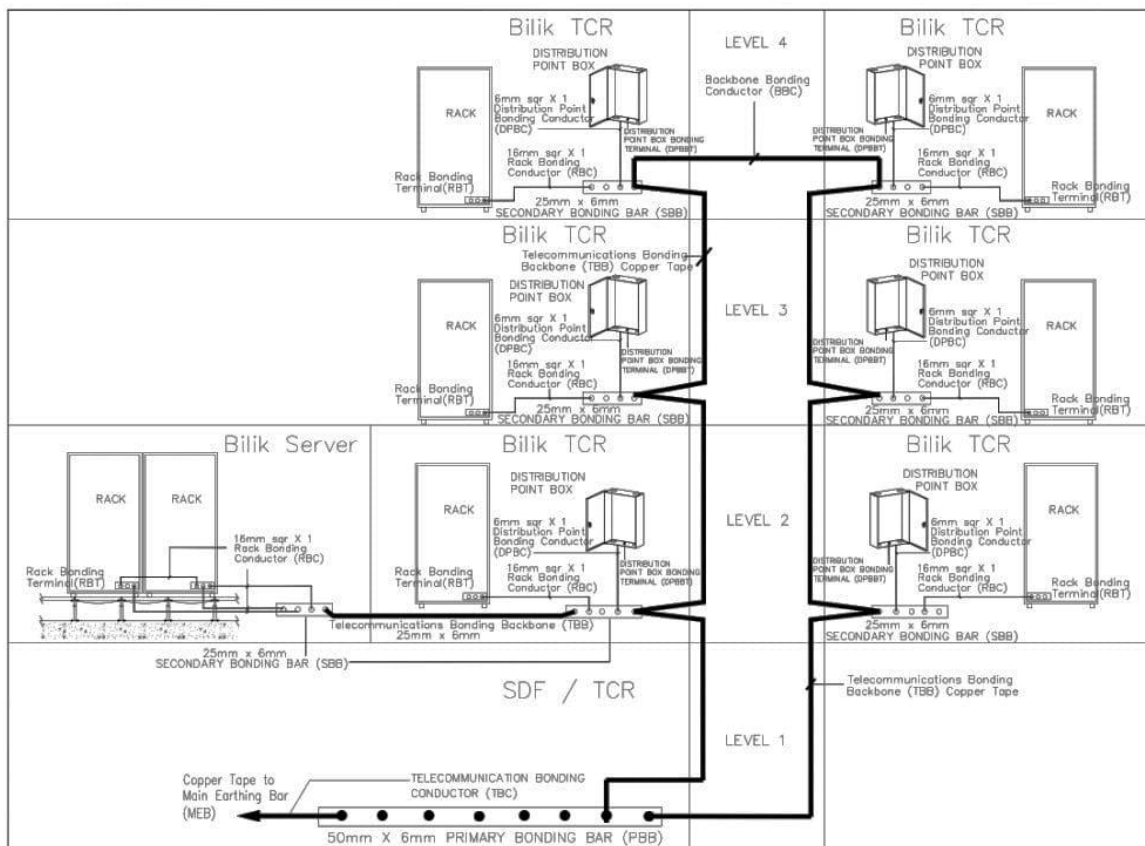 Bilik TCR
DISTRIBUTION
POINT BOX
RACK
6mm sqr X 1
Distribution Point
Bonding Conductor
(DPBC)
DISTRIBUTION
POINT BOX BONDING
TERMINAL (DPBBT)
16mm sqr X 1
Rack Bonding
Conductor (RBC)
Rack Bonding
Terminal(RBT)
25mm x 6mm
SECONDARY BONDING BAR (SBB)
LEVEL 4
Backbone Bonding
Conductor (BBC)
Bilik TCR
DISTRIBUTION
POINT BOX
6mm sqr X 1
Distribution Point
Bonding Conductor
(DPBC)
RACK
DISTRIBUTION
POINT BOX BONDING
TERMINAL (DPBBT)
16mm sqr X 1
Rack Bonding
Conductor (RBC)
Rack Bonding
Terminal(RBT)
25mm x 6mm
SECONDARY BONDING BAR (SBB)
Bilik TCR
Telecommunications Bonding
Backbone (TBB) Copper Tape
DISTRIBUTION
POINT BOX
RACK
6mm sqr X 1
Distribution Point
Bonding Conductor
(DPBC)
DISTRIBUTION
POINT BOX BONDING
TERMINAL (DPBBT)
16mm sqr X 1
Rack Bonding
Conductor (RBC)
Rack Bonding
Terminal(RBT)
25mm x 6mm
SECONDARY BONDING BAR (SBB)
LEVEL 3
Bilik TCR
DISTRIBUTION
POINT BOX
6mm sqr X 1
Distribution Point
Bonding Conductor
(DPBC)
RACK
DISTRIBUTION
POINT BOX BONDING
TERMINAL (DPBBT)
16mm sqr X 1
Rack Bonding
Conductor (RBC)
Rack Bonding
Terminal(RBT)
25mm x 6mm
SECONDARY BONDING BAR (SBB)
Bilik Server
RACK
RACK
16mm sqr X 1
Rack Bonding
Conductor (RBC)
Rack Bonding
Terminal(RBT)
25mm x 6mm
SECONDARY BONDING BAR (SBB)
Bilik TCR
DISTRIBUTION
POINT BOX
RACK
6mm sqr X 1
Distribution Point
Bonding Conductor
(DPBC)
DISTRIBUTION
POINT BOX BONDING
TERMINAL (DPBBT)
16mm sqr X 1
Rack Bonding
Conductor (RBC)
Rack Bonding
Terminal(RBT)
Telecommunications Bonding Backbone (TBB)
25mm x 6mm
LEVEL 2
Bilik TCR
DISTRIBUTION
POINT BOX
6mm sqr X 1
Distribution Point
Bonding Conductor
(DPBC)
RACK
DISTRIBUTION
POINT BOX BONDING
TERMINAL (DPBBT)
16mm sqr X 1
Rack Bonding
Conductor (RBC)
Rack Bonding
Terminal(RBT)
25mm x 6mm
SECONDARY BONDING BAR (SBB)
SDF / TCR
Telecommunications Bonding
Backbone (TBB) Copper Tape
LEVEL 1
Copper Tape to
Main Earthing Bar
(MEB)
TELECOMMUNICATION BONDING
CONDUCTOR (TBC)
50mm X 6mm PRIMARY BONDING BAR (PBB)